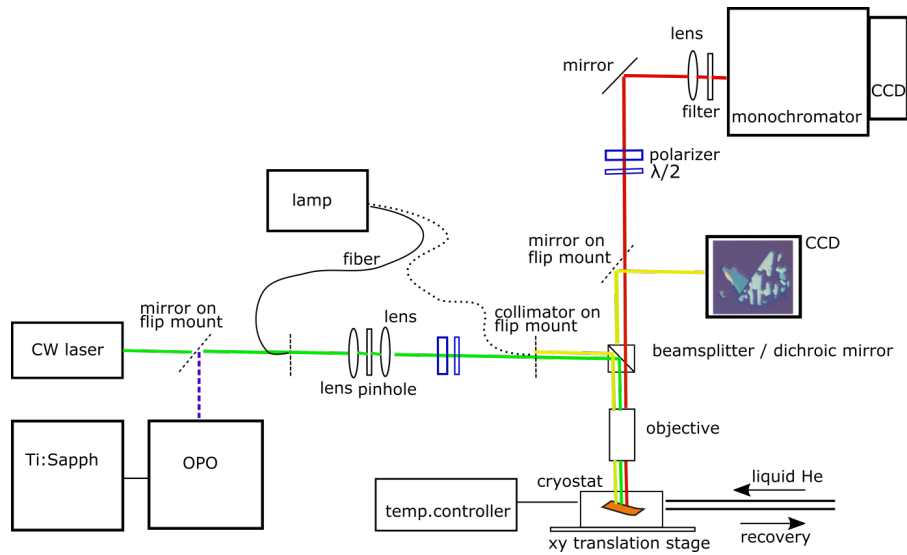 lens
mirror
CCD
filter
monochromator
polarizer
λ/2
lamp
mirror on
flip mount
CCD
fiber
mirror on
flip mount
lens
collimator on
flip mount
CW laser
beamsplitter / dichroic mirror
lens
pinhole
objective
Ti:Sapph
OPO
cryostat
liquid He
temp.controller
xy translation stage
recovery